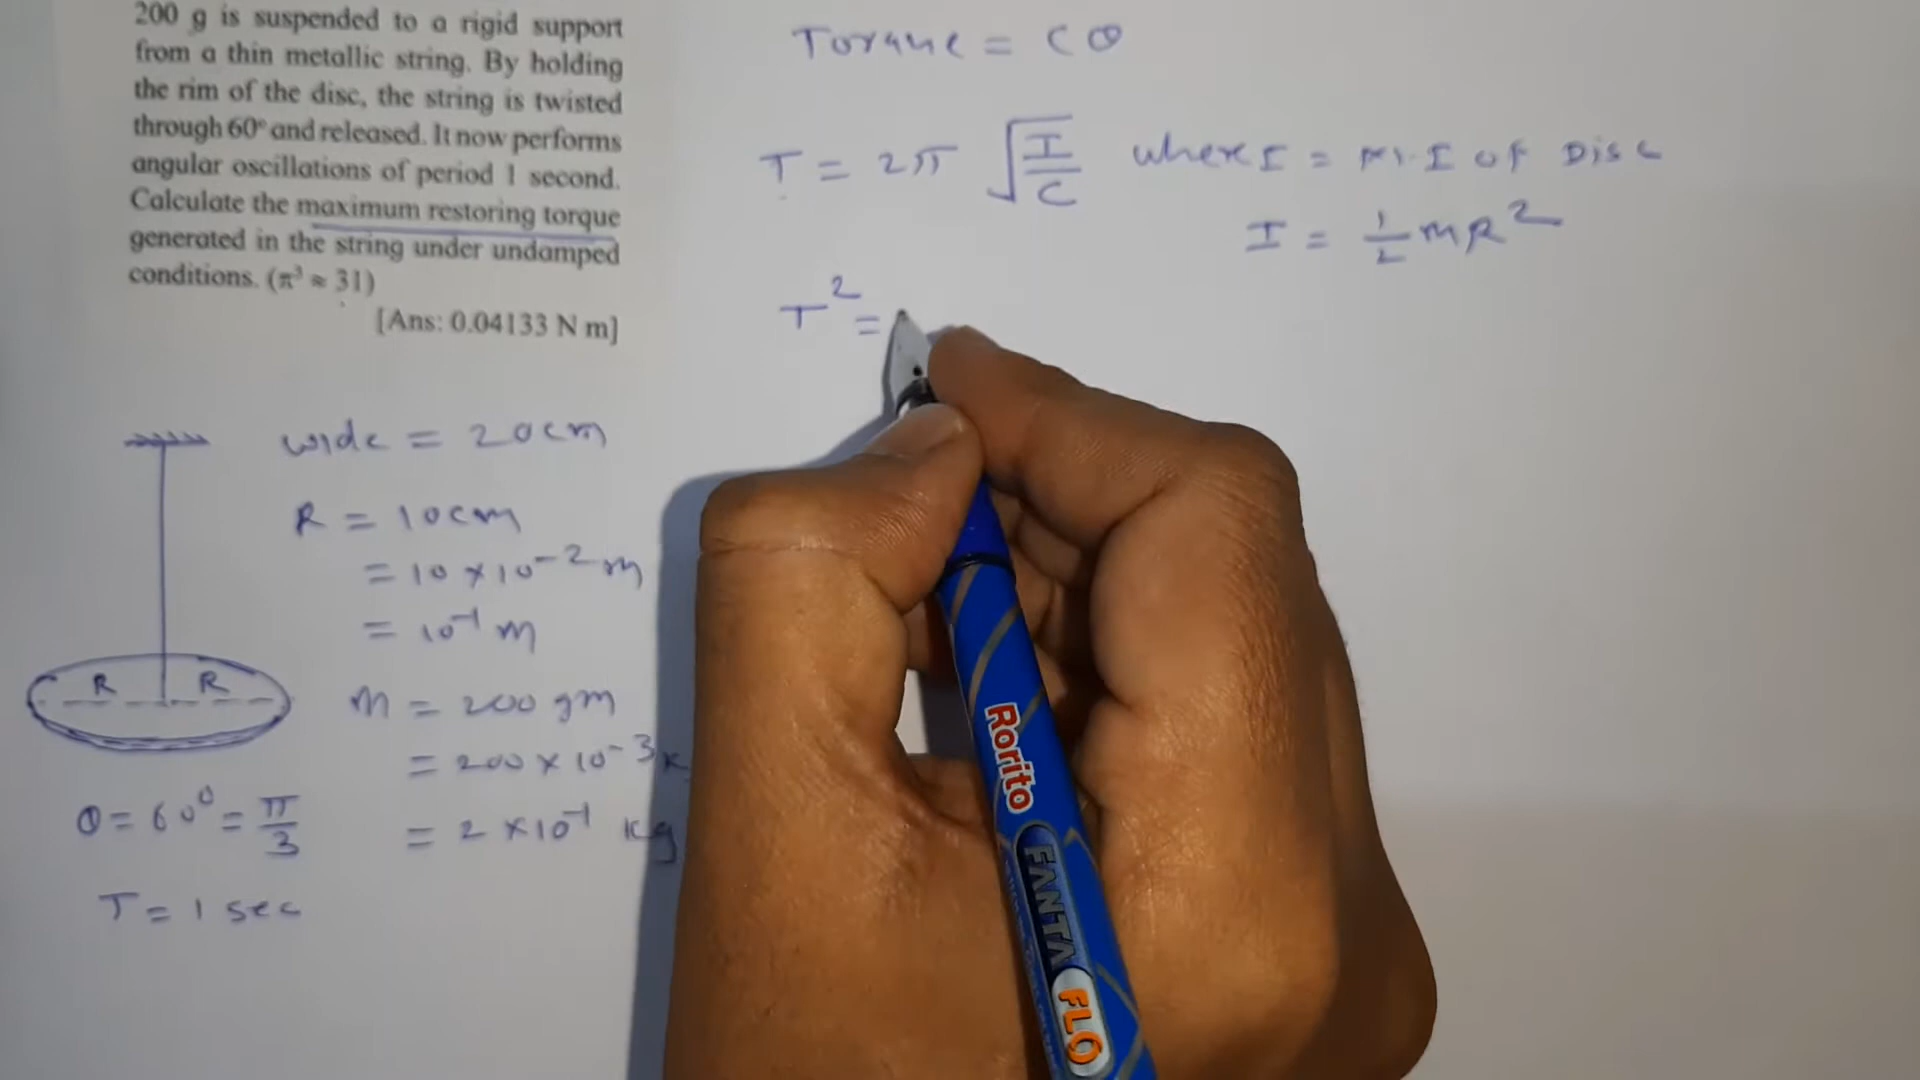 200 g is suspended to a rigid support
from a thin metallic string. By holding
the rim of the disc, the string is twisted
through 60° and released. It now performs
angular oscillations of period 1 second.
Calculate the maximum restoring torque
generated in the string under undamped
conditions. (π³ ≈ 31)
[Ans: 0.04133 N m]
wide = 20cm
R = 10cm
= 10 × 10⁻² m
= 10⁻¹ m
R R
m = 200 gm
= 200 × 10⁻³ K
= 2 × 10⁻¹ kg
θ = 60⁰ = π/3
T = 1 sec
Torque = Cθ
T = 2π √(I/C) where I = M.I of Disc
I = 1/2 mR²
T² =
Rorito
FANTA
FLO